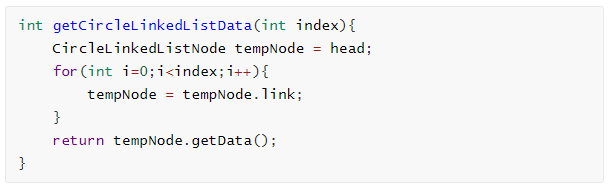 int getCircleLinkedListData(int index){
    CircleLinkedListNode tempNode = head;
    for(int i=0;i<index;i++){
        tempNode = tempNode.link;
    }
    return tempNode.getData();
}